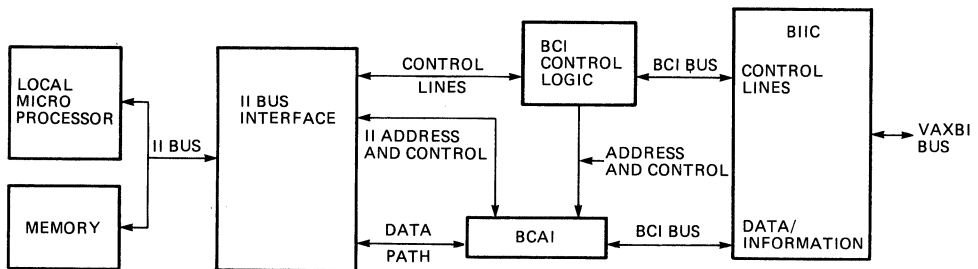 LOCAL
MICRO
PROCESSOR
MEMORY
II BUS
II BUS
INTERFACE
CONTROL
LINES
II ADDRESS
AND CONTROL
DATA
PATH
BCI
CONTROL
LOGIC
ADDRESS
AND CONTROL
BCAI
BCI BUS
BCI BUS
BIIC
CONTROL
LINES
DATA/
INFORMATION
VAXBI
BUS